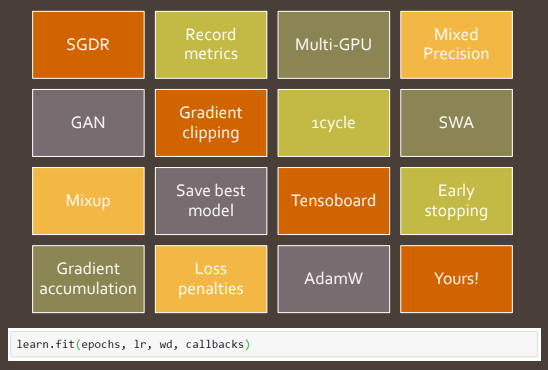 SGDR
Record
metrics
Multi-GPU
Mixed
Precision
GAN
Gradient
clipping
1cycle
SWA
Mixup
Save best
model
Tensoboard
Early
stopping
Gradient
accumulation
Loss
penalties
AdamW
Yours!
learn.fit(epochs, lr, wd, callbacks)